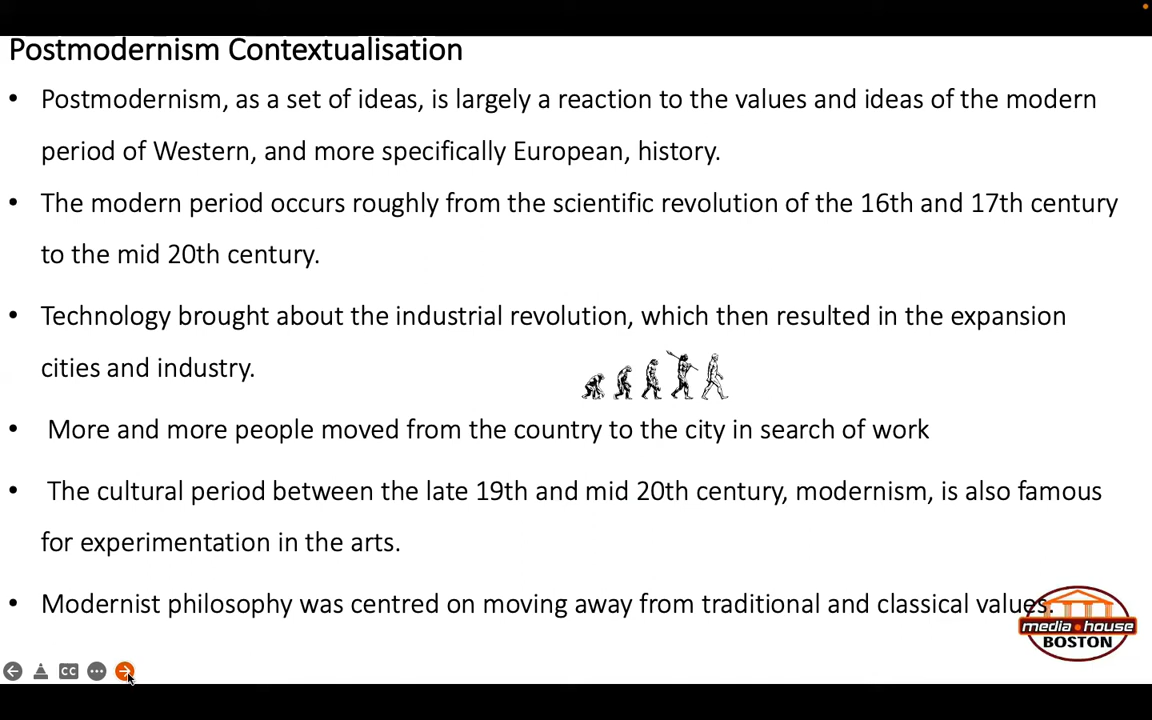 Postmodernism Contextualisation
• Postmodernism, as a set of ideas, is largely a reaction to the values and ideas of the modern
period of Western, and more specifically European, history.
• The modern period occurs roughly from the scientific revolution of the 16th and 17th century
to the mid 20th century.
• Technology brought about the industrial revolution, which then resulted in the expansion
cities and industry.
• More and more people moved from the country to the city in search of work
• The cultural period between the late 19th and mid 20th century, modernism, is also famous
for experimentation in the arts.
• Modernist philosophy was centred on moving away from traditional and classical values.
media•house
BOSTON
CC